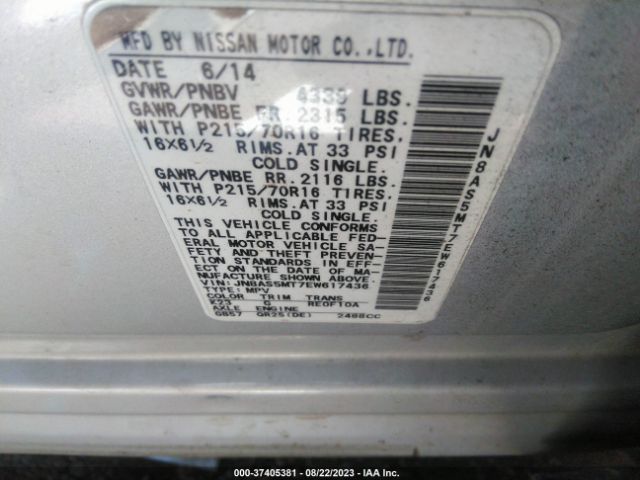 MFD BY NISSAN MOTOR CO.,LTD.
DATE 6/14
GVWR/PNBV 4339 LBS.
GAWR/PNBE FR. 2315 LBS.
WITH P215/70R16 TIRES,
16X6½ RIMS.AT 33 PSI
COLD SINGLE.
GAWR/PNBE RR. 2116 LBS.
WITH P215/70R16 TIRES,
16X6½ RIMS.AT 33 PSI
COLD SINGLE.
THIS VEHICLE CONFORMS
TO ALL APPLICABLE FED-
ERAL MOTOR VEHICLE SA-
FETY AND THEFT PREVEN-
TION STANDARDS IN EFF-
ECT ON THE DATE OF MA-
NUFACTURE SHOWN ABOVE.
VIN: JN8AS5MT7EW617436
TYPE: MPV
COLOR TRIM TRANS
K23 G RE0F10A
AXLE ENGINE
GB57 QR25(DE) 2488CC
JN8AS5MT7EW617436
000-37405381 - 08/22/2023 - IAA Inc.